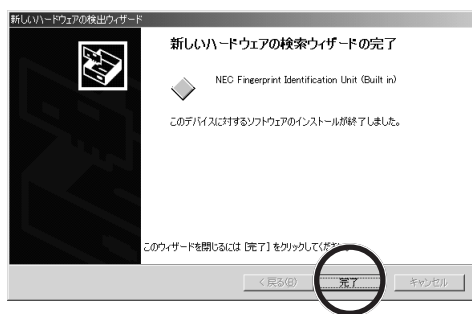 新しいハードウェアの検出ウィザード
新しいハードウェアの検索ウィザードの完了
NEC Fingerprint Identification Unit (Built in)
このデバイスに対するソフトウェアのインストールが終了しました。
このウィザードを閉じるには [完了] をクリックしてくだ
< 戻る(B)
完了
キャンセル